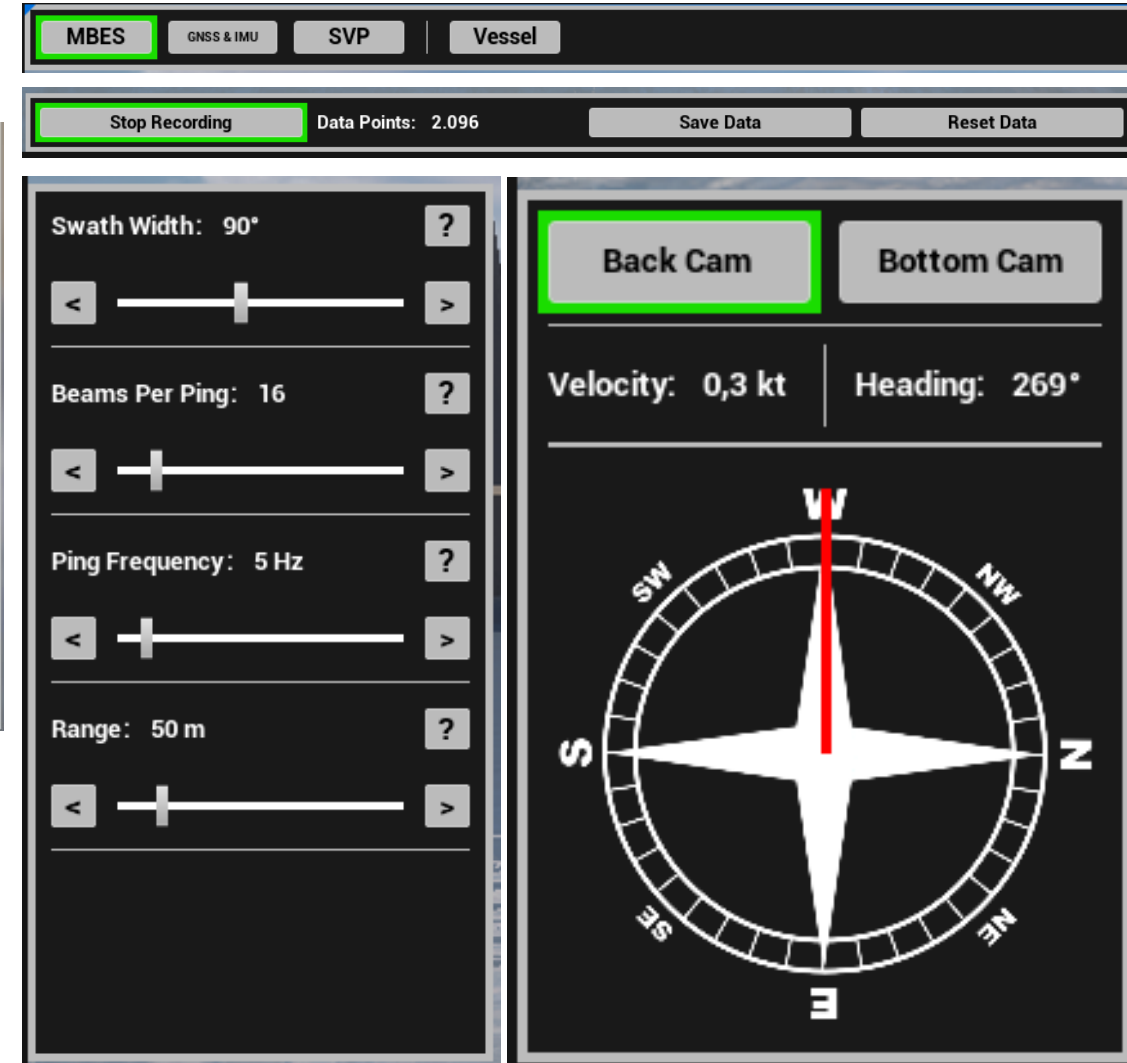 MBES GNSS & IMU SVP Vessel
Stop Recording Data Points: 2.096 Save Data Reset Data
Swath Width: 90° ?
< >
Beams Per Ping: 16 ?
< >
Ping Frequency: 5 Hz ?
< >
Range: 50 m ?
< >
Back Cam Bottom Cam
Velocity: 0,3 kt Heading: 269°
W
SW NW
S N
SE NE
E